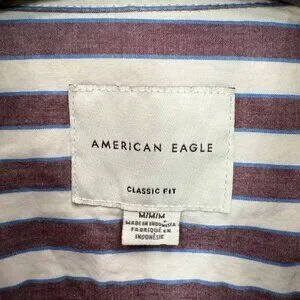 AMERICAN EAGLE
CLASSIC FIT
M/M/M
MADE IN INDONESIA
FABRIQUÉ EN
INDONÉSIE